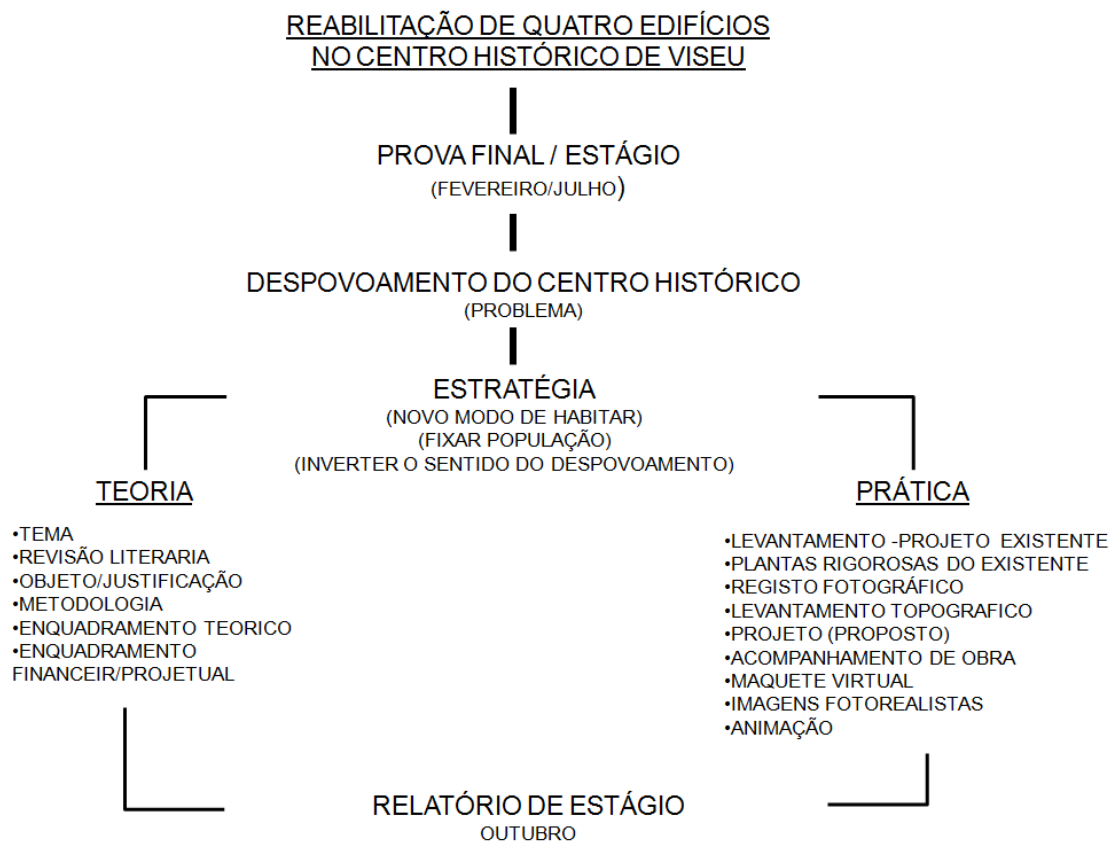 REABILITAÇÃO DE QUATRO EDIFÍCIOS
NO CENTRO HISTÓRICO DE VISEU
PROVA FINAL / ESTÁGIO
(FEVEREIRO/JULHO)
DESPOVOAMENTO DO CENTRO HISTÓRICO
(PROBLEMA)
ESTRATÉGIA
(NOVO MODO DE HABITAR)
(FIXAR POPULAÇÃO)
(INVERTER O SENTIDO DO DESPOVOAMENTO)
TEORIA
•TEMA
•REVISÃO LITERARIA
•OBJETO/JUSTIFICAÇÃO
•METODOLOGIA
•ENQUADRAMENTO TEORICO
•ENQUADRAMENTO
FINANCEIR/PROJETUAL
PRÁTICA
•LEVANTAMENTO -PROJETO EXISTENTE
•PLANTAS RIGOROSAS DO EXISTENTE
•REGISTO FOTOGRÁFICO
•LEVANTAMENTO TOPOGRAFICO
•PROJETO (PROPOSTO)
•ACOMPANHAMENTO DE OBRA
•MAQUETE VIRTUAL
•IMAGENS FOTOREALISTAS
•ANIMAÇÃO
RELATÓRIO DE ESTÁGIO
OUTUBRO